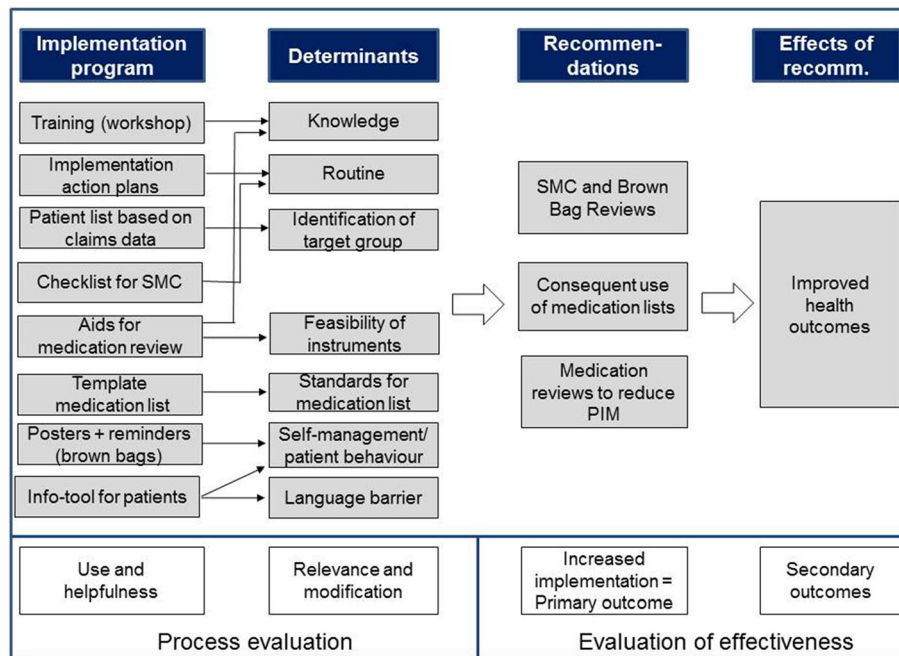 Implementation
program
Determinants
Recommen-
dations
Effects of
recomm.
Training (workshop)
Implementation
action plans
Patient list based on
claims data
Checklist for SMC
Aids for
medication review
Template
medication list
Posters + reminders
(brown bags)
Info-tool for patients
Knowledge
Routine
Identification of
target group
Feasibility of
instruments
Standards for
medication list
Self-management/
patient behaviour
Language barrier
SMC and Brown
Bag Reviews
Consequent use
of medication lists
Medication
reviews to reduce
PIM
Improved
health
outcomes
Use and
helpfulness
Relevance and
modification
Increased
implementation =
Primary outcome
Secondary
outcomes
Process evaluation
Evaluation of effectiveness